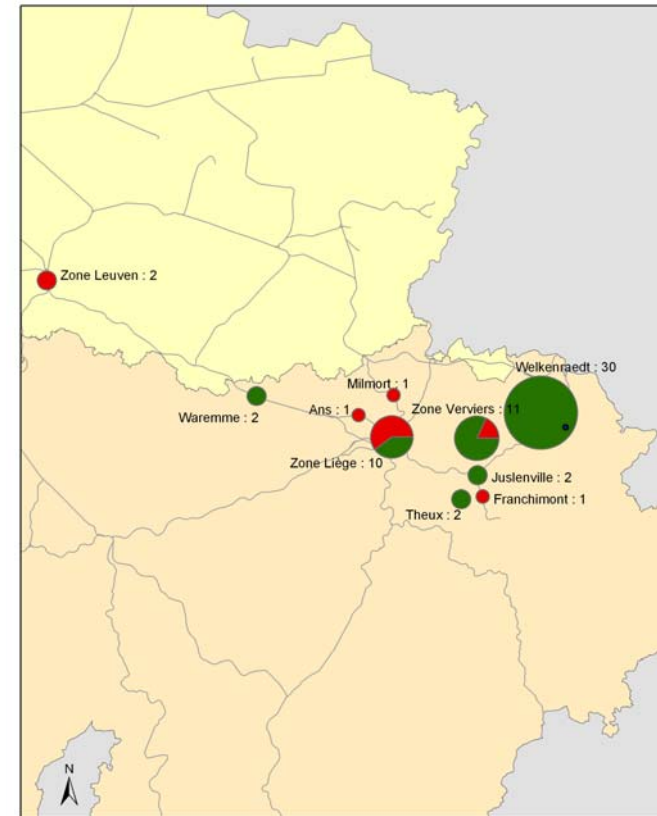 Zone Leuven : 2
Welkenraedt : 30
Milmort : 1
Ans : 1
Zone Verviers : 11
Waremme : 2
Zone Liège : 10
Juslenville : 2
Franchimont : 1
Theux : 2
N